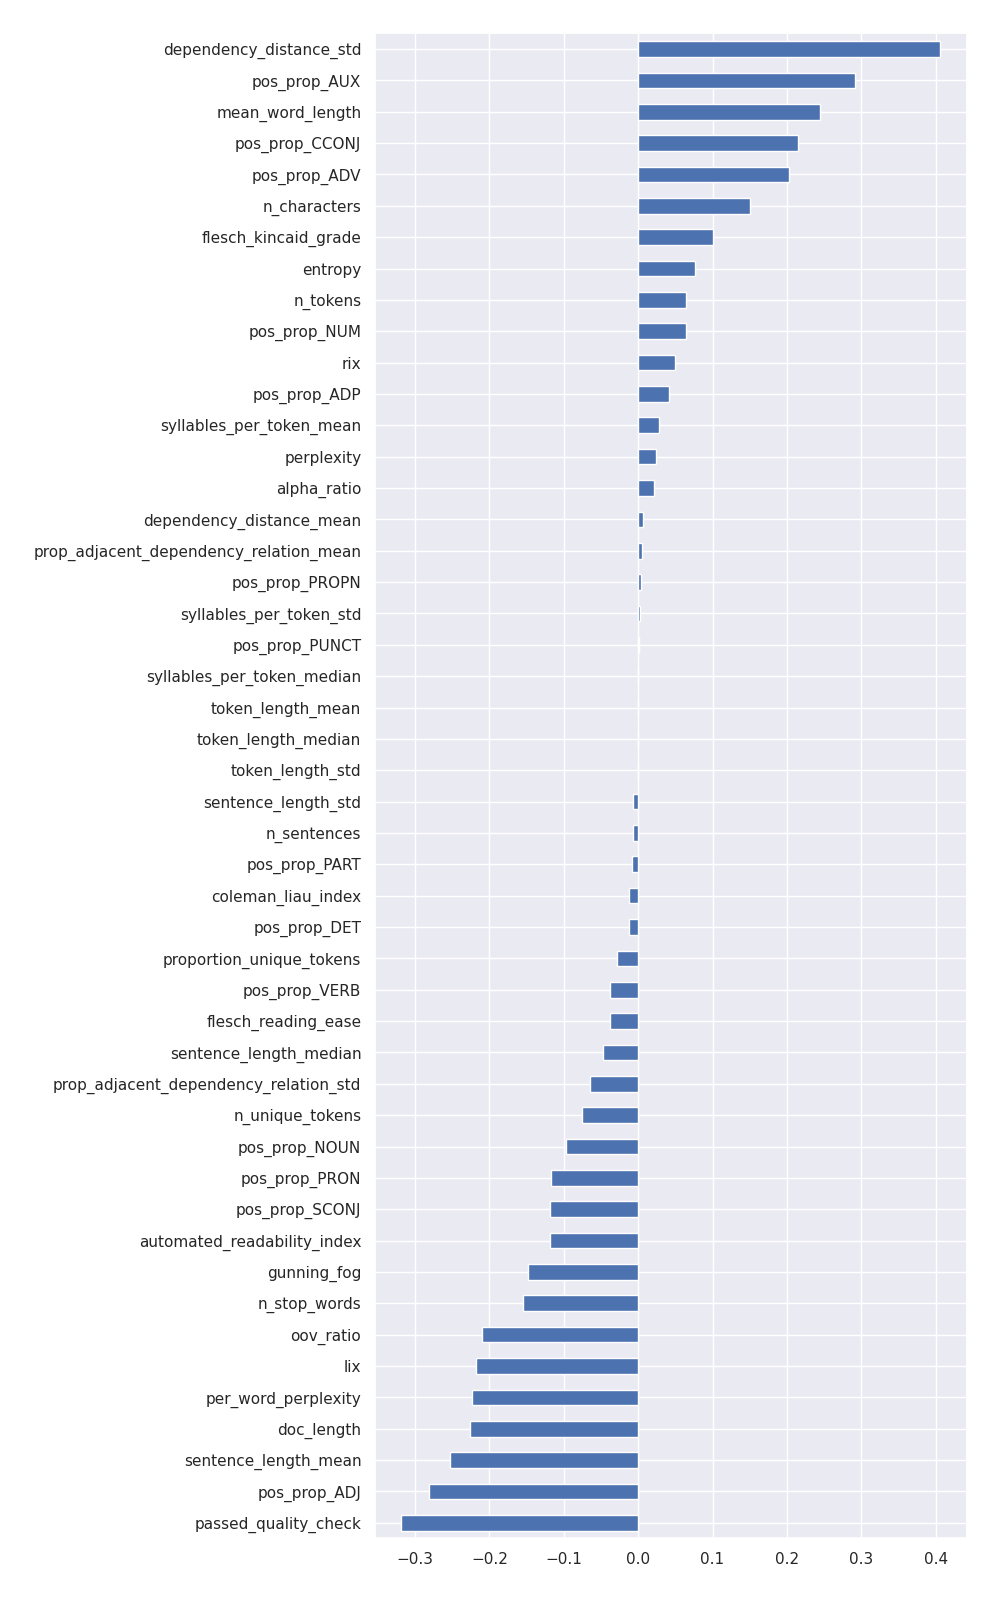 dependency_distance_std
pos_prop_AUX
mean_word_length
pos_prop_CCONJ
pos_prop_ADV
n_characters
flesch_kincaid_grade
entropy
n_tokens
pos_prop_NUM
rix
pos_prop_ADP
syllables_per_token_mean
perplexity
alpha_ratio
dependency_distance_mean
prop_adjacent_dependency_relation_mean
pos_prop_PROPN
syllables_per_token_std
pos_prop_PUNCT
syllables_per_token_median
token_length_mean
token_length_median
token_length_std
sentence_length_std
n_sentences
pos_prop_PART
coleman_liau_index
pos_prop_DET
proportion_unique_tokens
pos_prop_VERB
flesch_reading_ease
sentence_length_median
prop_adjacent_dependency_relation_std
n_unique_tokens
pos_prop_NOUN
pos_prop_PRON
pos_prop_SCONJ
automated_readability_index
gunning_fog
n_stop_words
oov_ratio
lix
per_word_perplexity
doc_length
sentence_length_mean
pos_prop_ADJ
passed_quality_check
−0.3 −0.2 −0.1 0.0 0.1 0.2 0.3 0.4